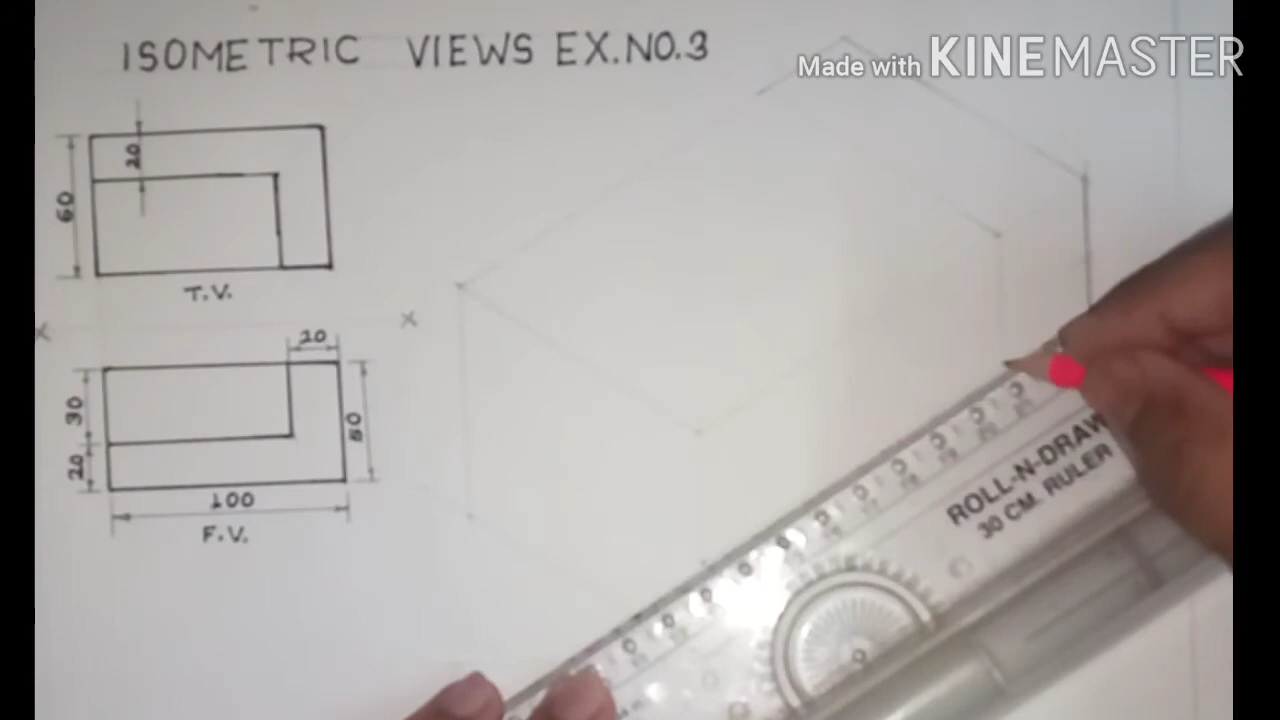 ISOMETRIC VIEWS EX.NO.3
Made with KINEMASTER
20
60
T.V.
X X
20
30
50
20
100
F.V.
ROLL-N-DRAW
30 CM. RULER